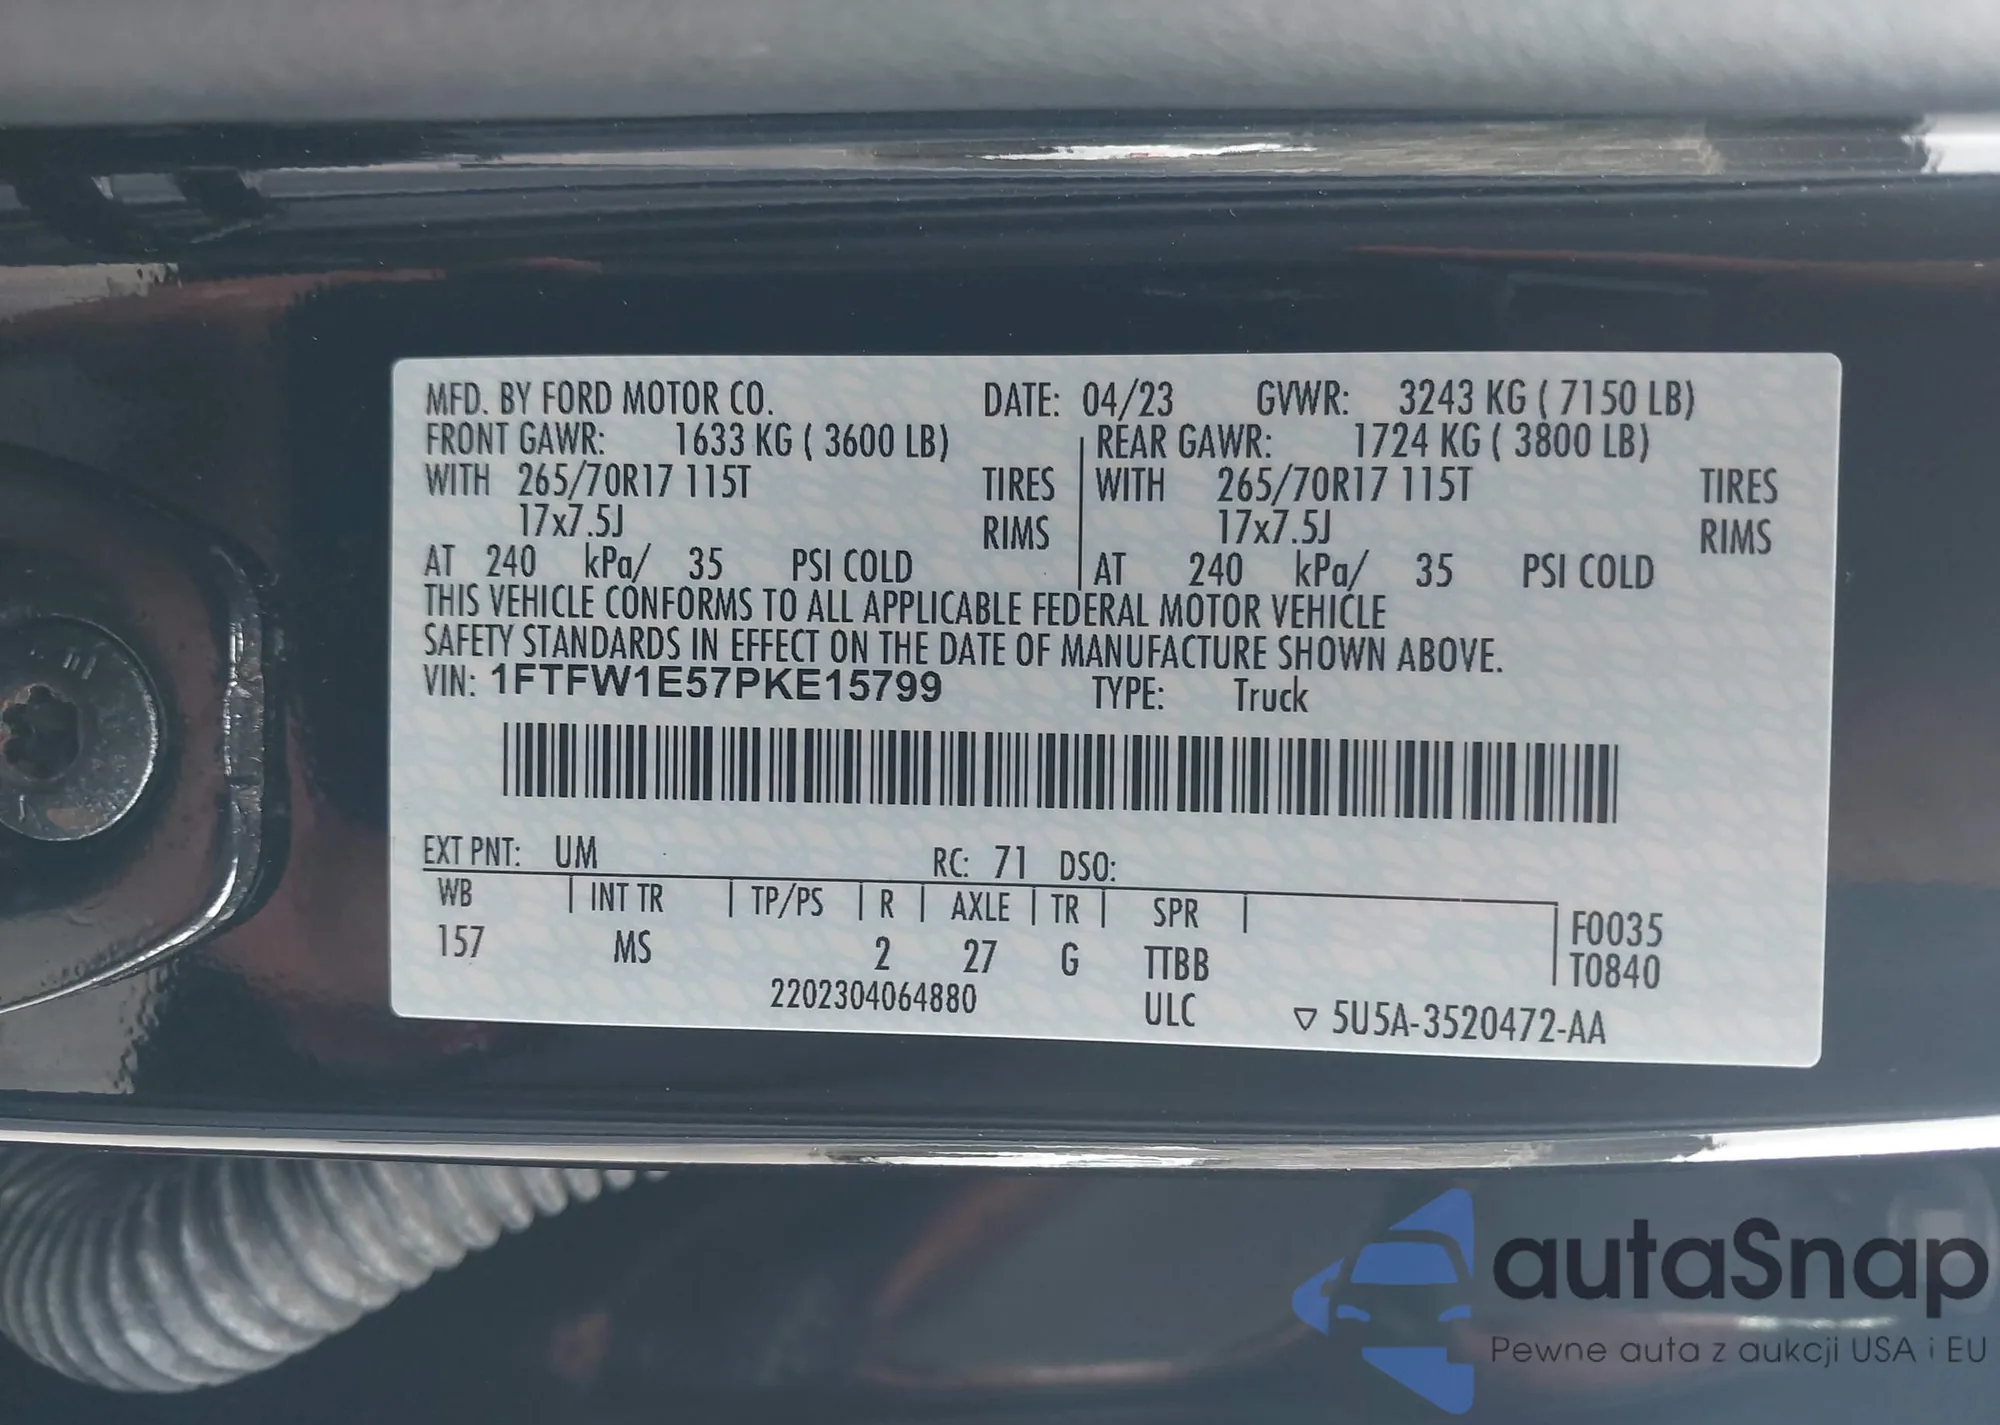 MFD. BY FORD MOTOR CO. DATE: 04/23 GVWR: 3243 KG ( 7150 LB)
FRONT GAWR: 1633 KG ( 3600 LB) REAR GAWR: 1724 KG ( 3800 LB)
WITH 265/70R17 115T TIRES WITH 265/70R17 115T TIRES
17x7.5J RIMS 17x7.5J RIMS
AT 240 kPa/ 35 PSI COLD AT 240 kPa/ 35 PSI COLD
THIS VEHICLE CONFORMS TO ALL APPLICABLE FEDERAL MOTOR VEHICLE
SAFETY STANDARDS IN EFFECT ON THE DATE OF MANUFACTURE SHOWN ABOVE.
VIN: 1FTFW1E57PKE15799 TYPE: Truck
EXT PNT: UM RC: 71 DSO:
WB INT TR TP/PS R AXLE TR SPR F0035
157 MS 2 27 G TTBB T0840
2202304064880 ULC ▽ 5U5A-3520472-AA
autaSnap
Pewne auta z aukcji USA i EU